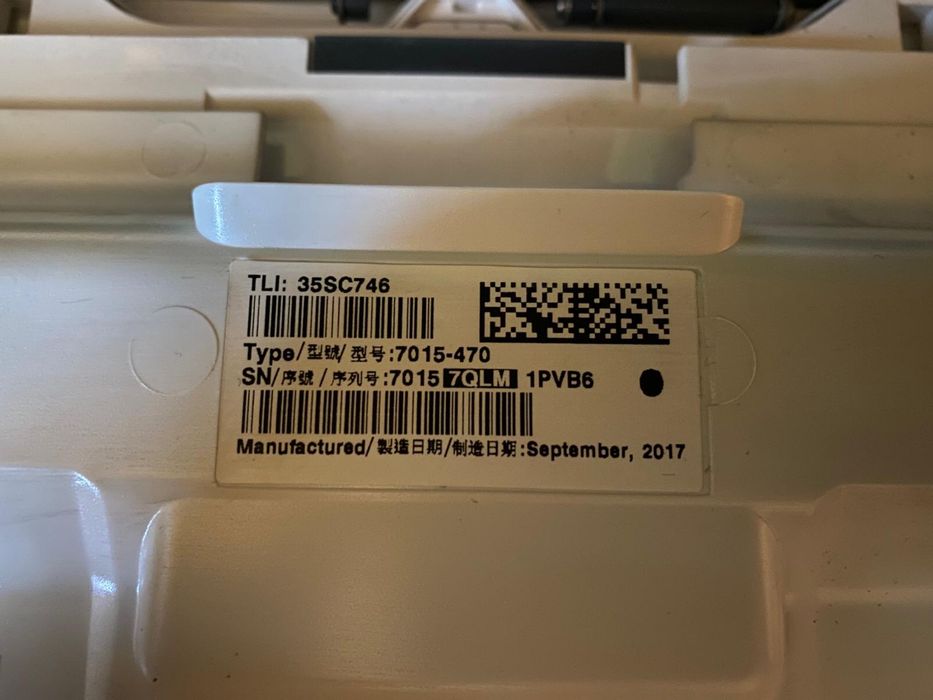 TLI: 35SC746
Type/型號/型号:7015-470
SN/序號/序列号:7015 7QLM 1PVB6
Manufactured/製造日期/制造日期:September, 2017